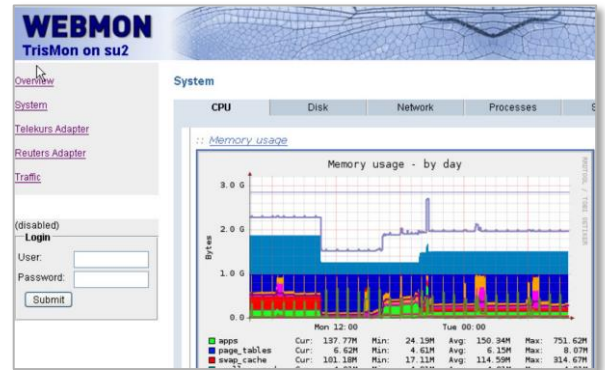 WEBMON
TrisMon on su2
Overview
System
Telekurs Adapter
Reuters Adapter
Traffic
(disabled)
Login
User:
Password:
Submit
System
CPU Disk Network Processes
:: Memory usage
Memory usage - by day
RRDTOOL / TOBI OETIKER
Bytes
3.0 G
2.0 G
1.0 G
0.0
Mon 12:00 Tue 00:00
apps Cur: 137.77M Min: 24.19M Avg: 150.34M Max: 751.62M
page_tables Cur: 6.62M Min: 4.61M Avg: 6.15M Max: 8.07M
swap_cache Cur: 101.18M Min: 17.11M Avg: 114.59M Max: 314.67M